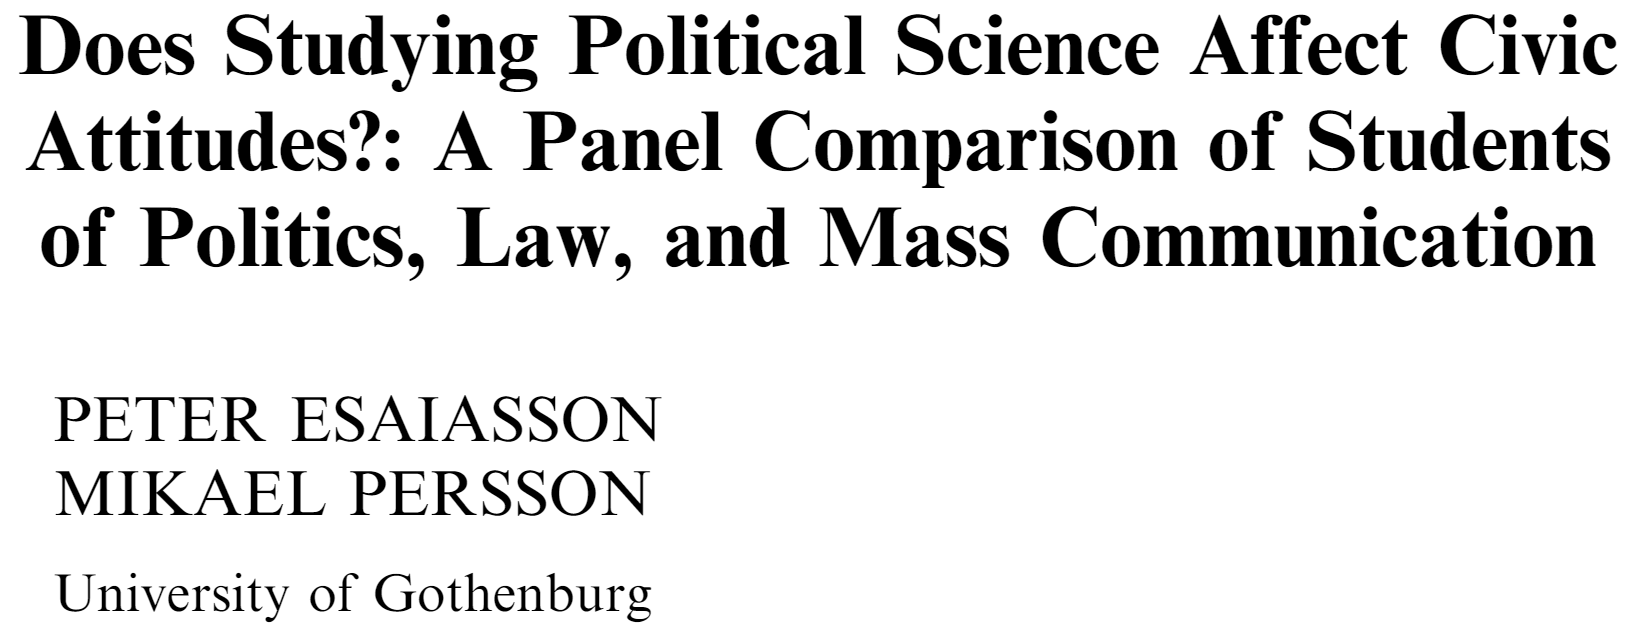 Does Studying Political Science Affect Civic
Attitudes?: A Panel Comparison of Students
of Politics, Law, and Mass Communication
PETER ESAIASSON
MIKAEL PERSSON
University of Gothenburg